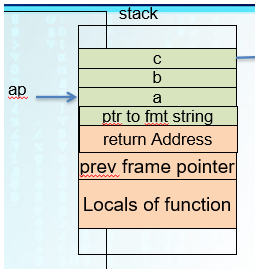 stack
c
b
ap
a
ptr to fmt string
return Address
prev frame pointer
Locals of function